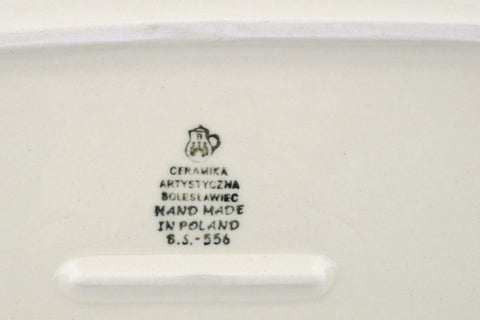 CERAMIKA
ARTYSTYCZNA
BOLESŁAWIEC
HAND MADE
IN POLAND
B.S.-556